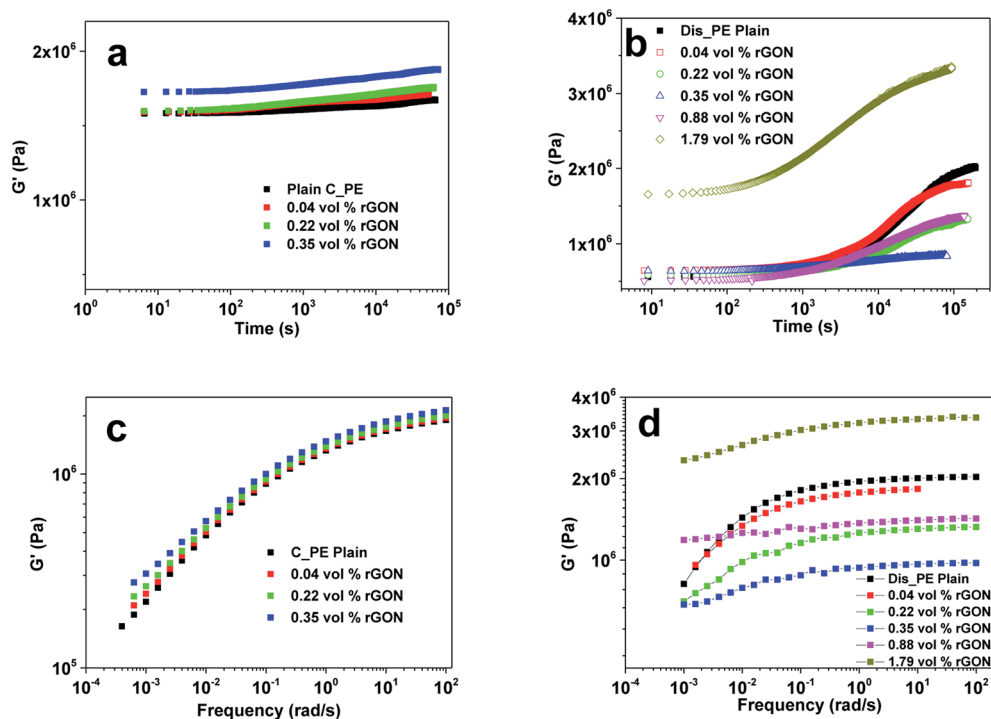 a
2x10⁶
1x10⁶
G' (Pa)
Plain C_PE
0.04 vol % rGON
0.22 vol % rGON
0.35 vol % rGON
10⁰ 10¹ 10² 10³ 10⁴ 10⁵
Time (s)
b
4x10⁶
3x10⁶
2x10⁶
1x10⁶
G' (Pa)
Dis_PE Plain
0.04 vol % rGON
0.22 vol % rGON
0.35 vol % rGON
0.88 vol % rGON
1.79 vol % rGON
10¹ 10² 10³ 10⁴ 10⁵
Time (s)
c
10⁶
10⁵
G' (Pa)
C_PE Plain
0.04 vol % rGON
0.22 vol % rGON
0.35 vol % rGON
10⁻⁴ 10⁻³ 10⁻² 10⁻¹ 10⁰ 10¹ 10²
Frequency (rad/s)
d
4x10⁶
3x10⁶
2x10⁶
10⁶
G' (Pa)
Dis_PE Plain
0.04 vol % rGON
0.22 vol % rGON
0.35 vol % rGON
0.88 vol % rGON
1.79 vol % rGON
10⁻⁴ 10⁻³ 10⁻² 10⁻¹ 10⁰ 10¹ 10²
Frequency (rad/s)